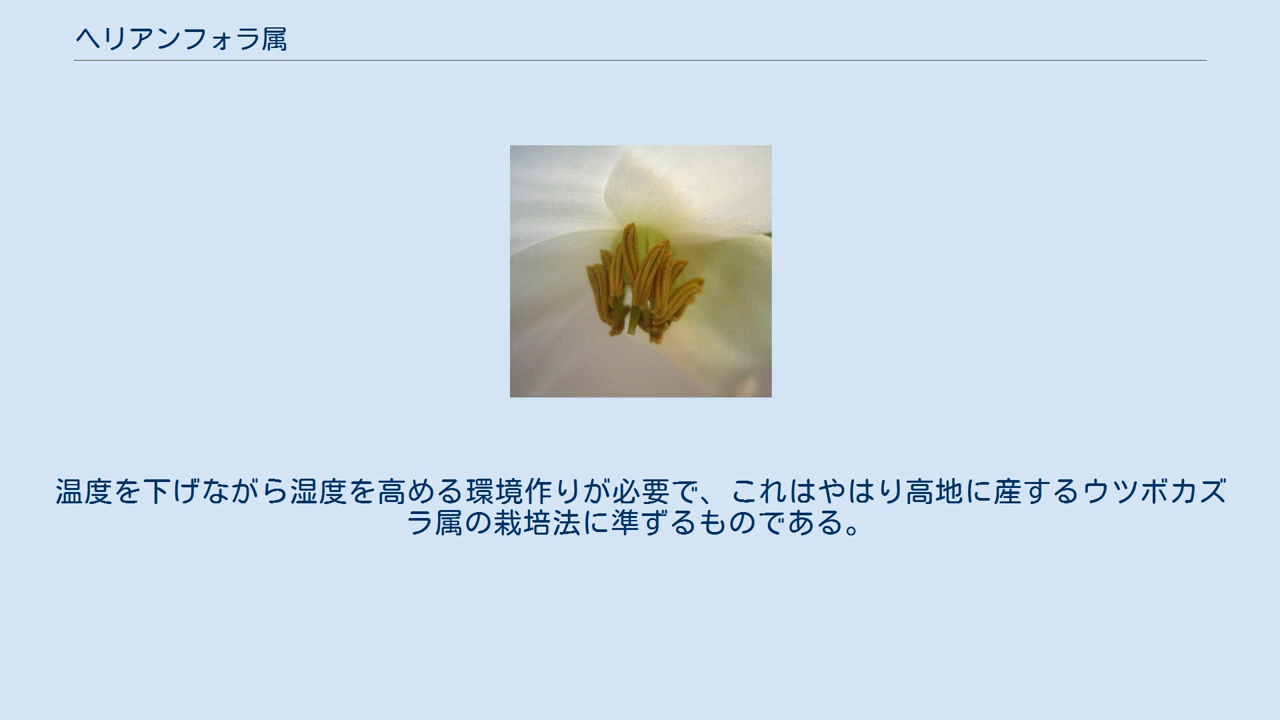 ヘリアンフォラ属
温度を下げながら湿度を高める環境作りが必要で、これはやはり高地に産するウツボカズ
ラ属の栽培法に準ずるものである。